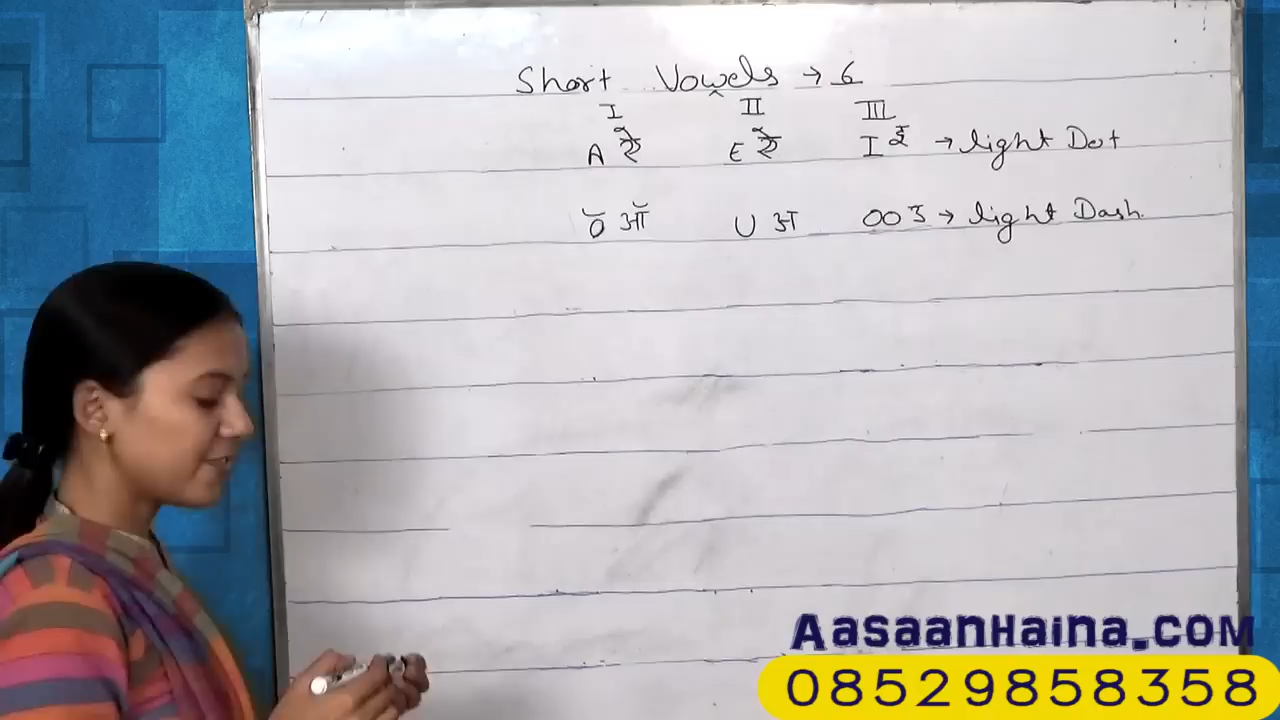 Short Vowels → 6
I II III
A ऐ E ऐ I ई → light Dot
ŏ ऑ U अ OO उ → light Dash
AASAANHAINA.COM
08529858358